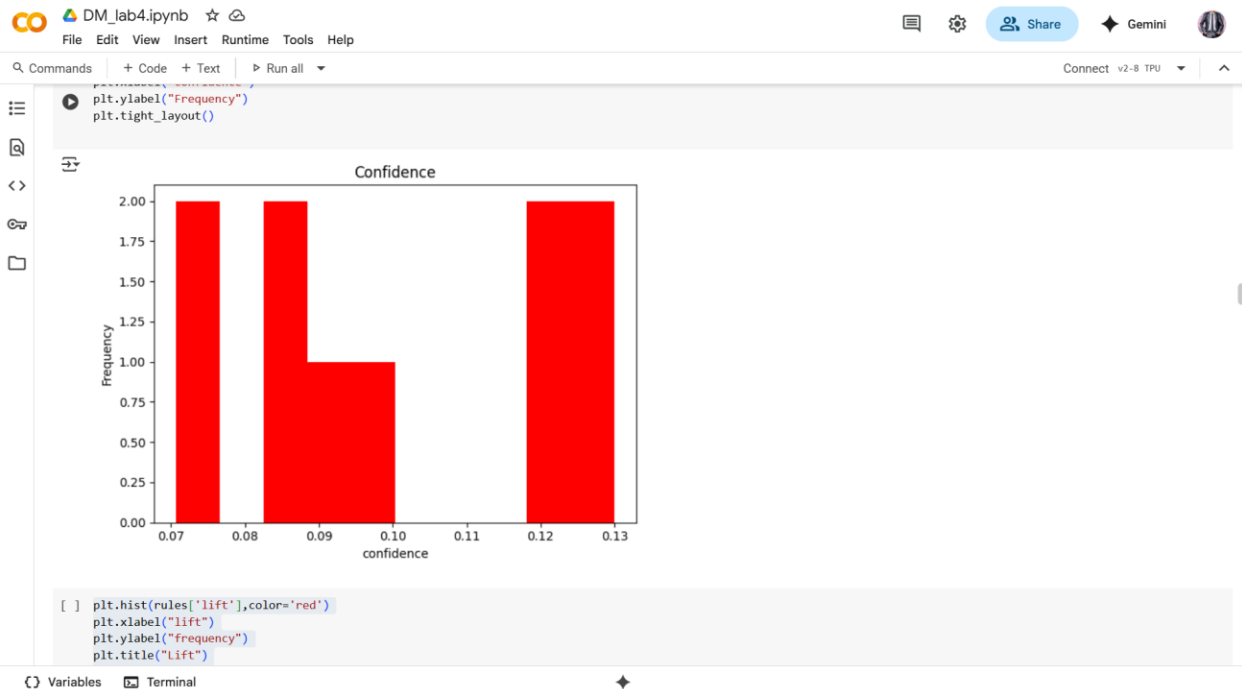 DM_lab4.ipynb
File Edit View Insert Runtime Tools Help
Share
Gemini
Commands + Code + Text Run all
Connect v2-8 TPU
plt.ylabel("Frequency")
plt.tight_layout()
Confidence
2.00
1.75
1.50
1.25
1.00
0.75
0.50
0.25
0.00
Frequency
0.07 0.08 0.09 0.10 0.11 0.12 0.13
confidence
[ ] plt.hist(rules['lift'],color='red')
plt.xlabel("lift")
plt.ylabel("frequency")
plt.title("Lift")
Variables Terminal